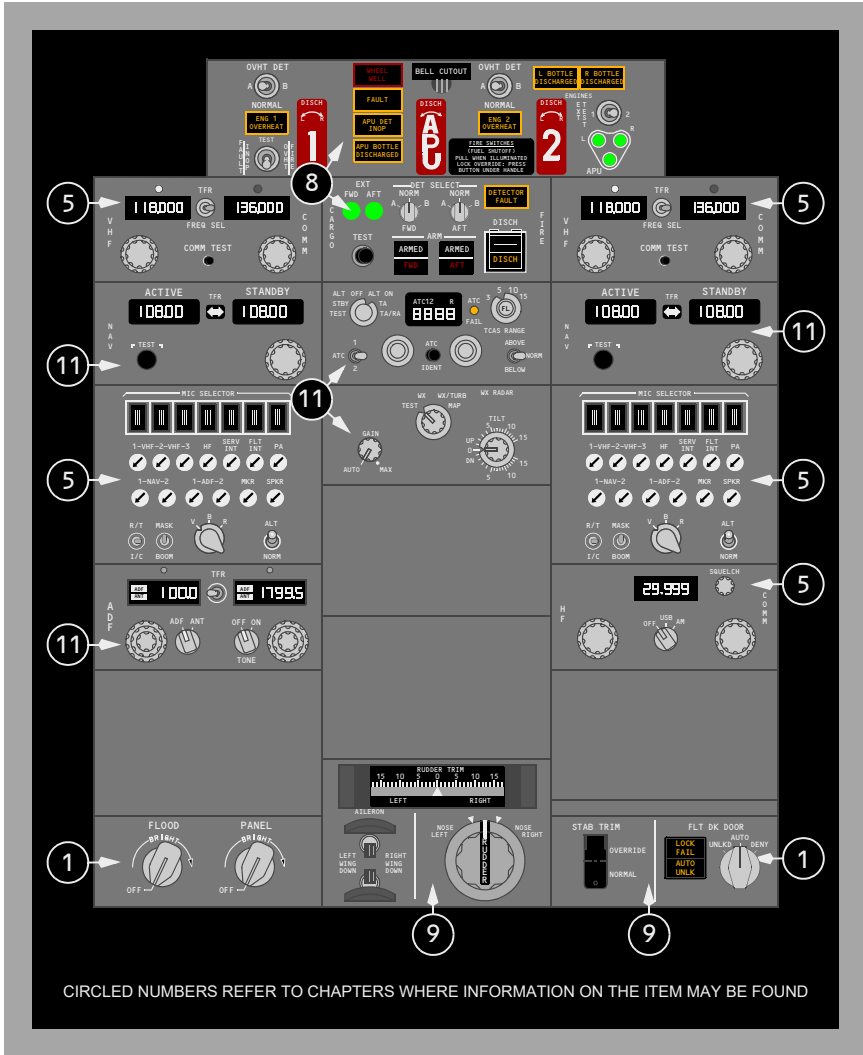 OVHT DET
A B
NORMAL
ENG 1
OVERHEAT
TEST
FAULT
INOP
OVHT
FIRE
DISCH
L R
1
WHEEL
WELL
FAULT
APU DET
INOP
APU BOTTLE
DISCHARGED
BELL CUTOUT
DISCH
APU
FIRE SWITCHES
(FUEL SHUTOFF)
PULL WHEN ILLUMINATED
LOCK OVERRIDE: PRESS
BUTTON UNDER HANDLE
OVHT DET
A B
NORMAL
ENG 2
OVERHEAT
DISCH
L R
2
L BOTTLE
DISCHARGED
R BOTTLE
DISCHARGED
ENGINES
EXT
TEST
1 2
L R
APU
8
5
VHF
118,000
TFR
136,000
FREQ SEL
COMM
COMM TEST
CARGO
EXT
FWD AFT
DET SELECT
NORM
A B
FWD
NORM
A B
AFT
DETECTOR
FAULT
TEST
ARM
ARMED
FWD
ARMED
AFT
DISCH
DISCH
FIRE
VHF
118,000
TFR
136,000
FREQ SEL
COMM
COMM TEST
5
NAV
ACTIVE
108.00
TFR
STANDBY
108.00
TEST
11
ALT OFF ALT ON
STBY TA
TEST TA/RA
ATC12 R
8888
ATC
FAIL
3 5 10 15
FL
TCAS RANGE
1
ATC
2
ATC
IDENT
ABOVE
NORM
BELOW
NAV
ACTIVE
108.00
TFR
STANDBY
108.00
TEST
11
11
MIC SELECTOR
1-VHF-2-VHF-3 HF SERV INT FLT INT PA
1-NAV-2 1-ADF-2 MKR SPKR
R/T
I/C
MASK
BOOM
V B R
ALT
NORM
5
WX RADAR
TEST WX WX/TURB MAP
GAIN
AUTO MAX
TILT
UP
0
DN
5 10 15
5 10 15
MIC SELECTOR
1-VHF-2-VHF-3 HF SERV INT FLT INT PA
1-NAV-2 1-ADF-2 MKR SPKR
R/T
I/C
MASK
BOOM
V B R
ALT
NORM
5
ADF
ADF
ANT
100.0
TFR
ADF
ANT
1799.5
ADF ANT
OFF ON
TONE
11
HF
29.999
SQUELCH
COMM
OFF USB AM
5
FLOOD
BRIGHT
OFF
PANEL
BRIGHT
OFF
1
RUDDER TRIM
15 10 5 0 5 10 15
LEFT RIGHT
AILERON
LEFT
WING
DOWN
RIGHT
WING
DOWN
NOSE
LEFT
NOSE
RIGHT
RUDDER
9
STAB TRIM
OVERRIDE
NORMAL
9
FLT DK DOOR
LOCK
FAIL
AUTO
UNLK
UNLKD AUTO DENY
1
CIRCLED NUMBERS REFER TO CHAPTERS WHERE INFORMATION ON THE ITEM MAY BE FOUND